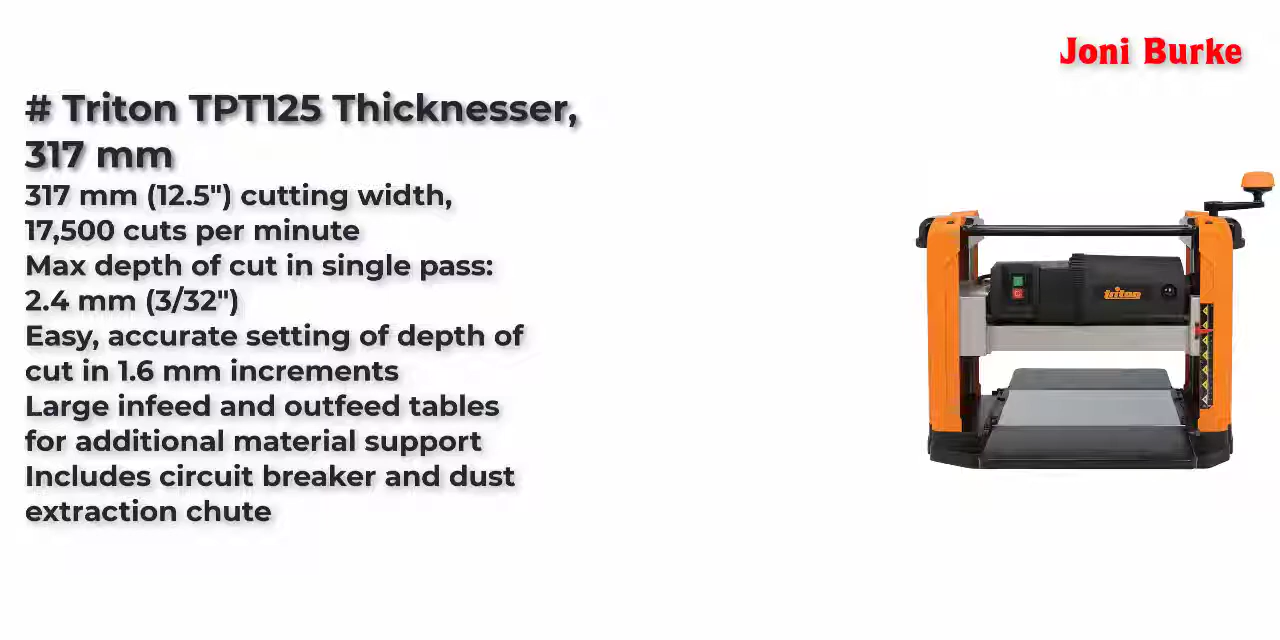 Joni Burke
# Triton TPT125 Thicknesser,
317 mm
317 mm (12.5") cutting width,
17,500 cuts per minute
Max depth of cut in single pass:
2.4 mm (3/32")
Easy, accurate setting of depth of
cut in 1.6 mm increments
Large infeed and outfeed tables
for additional material support
Includes circuit breaker and dust
extraction chute
triton